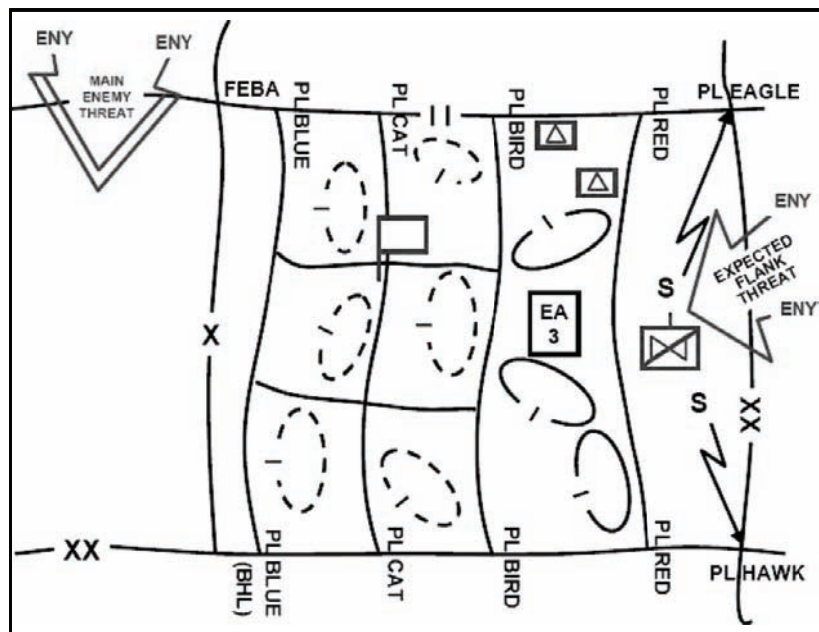 ENY
ENY
MAIN
ENEMY
THREAT
FEBA
PL BLUE
PL CAT
II
PL BIRD
PL RED
PL EAGLE
ENY
EXPECTED
FLANK
THREAT
ENY
S
EA
3
X
S
XX
XX
PL BLUE
(BHL)
PL CAT
PL BIRD
PL RED
PL HAWK